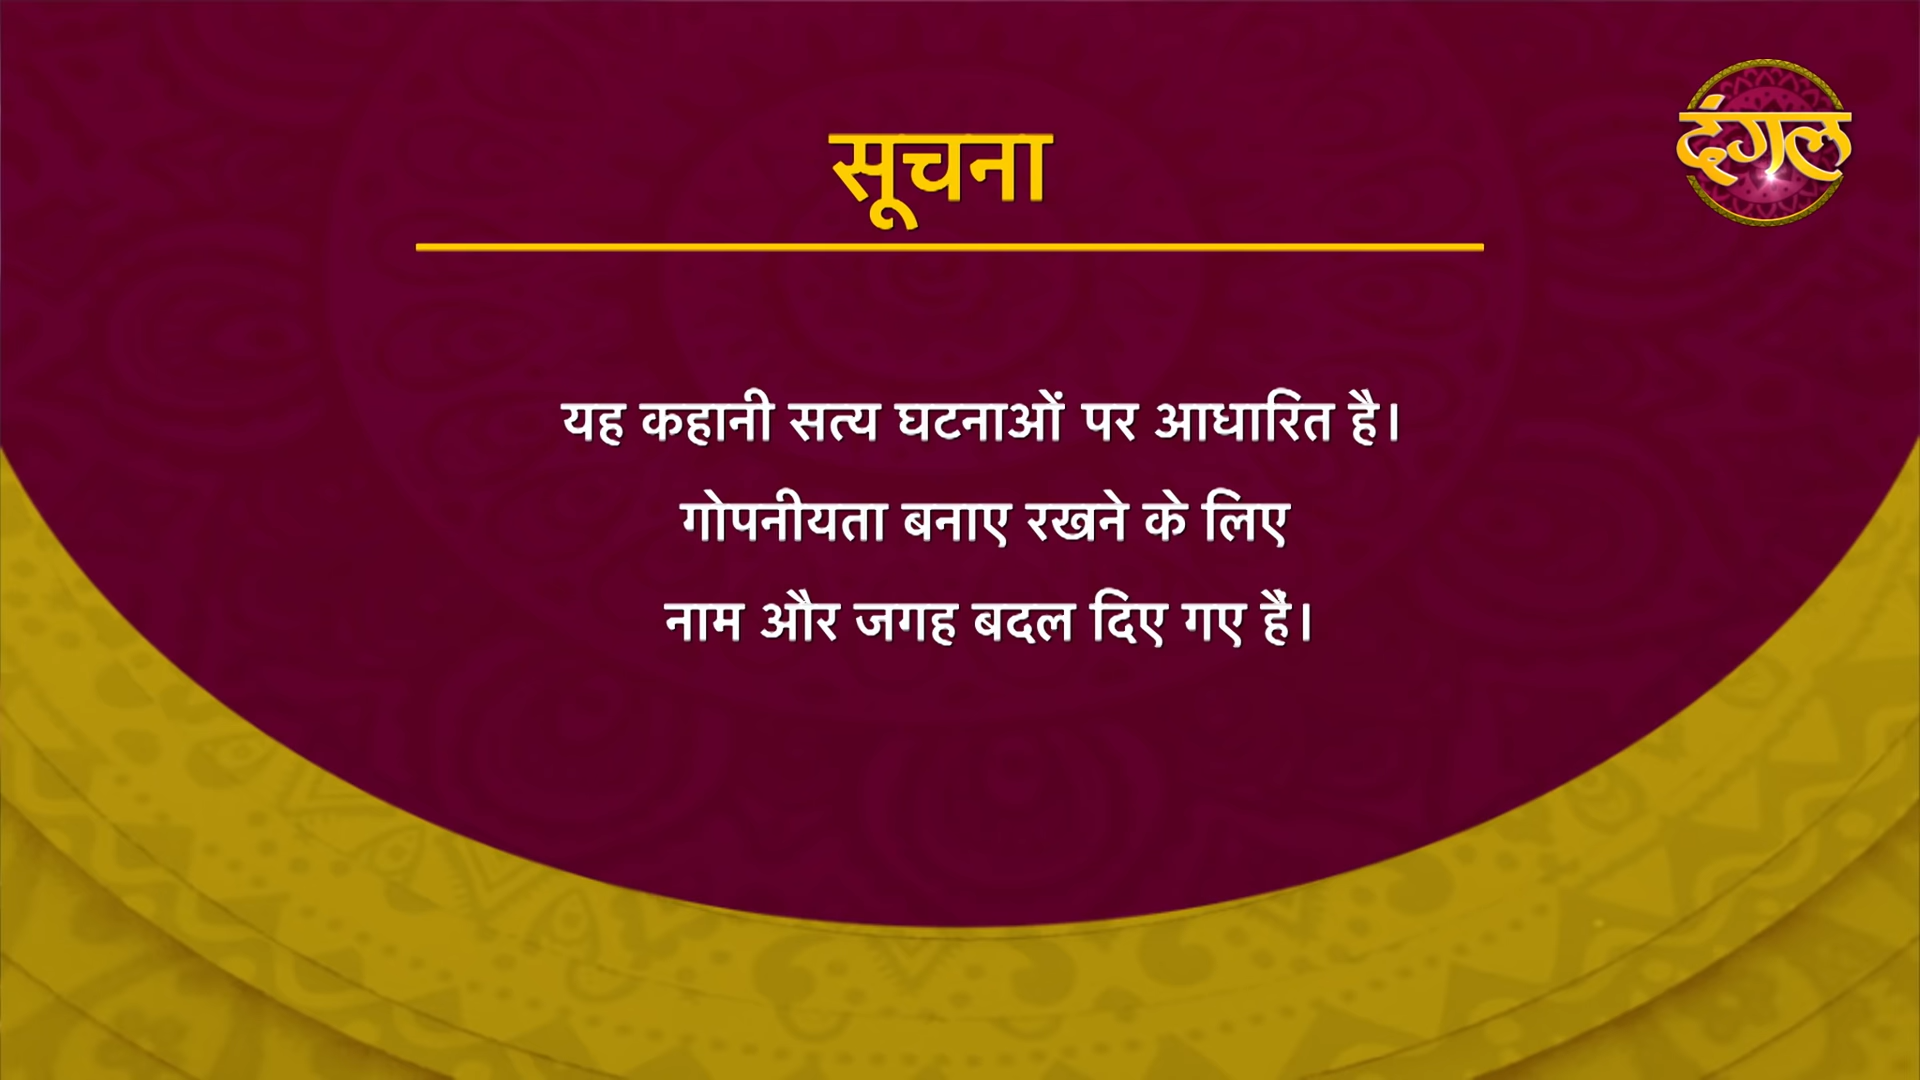 दंगल
सूचना
यह कहानी सत्य घटनाओं पर आधारित है।
गोपनीयता बनाए रखने के लिए
नाम और जगह बदल दिए गए हैं।